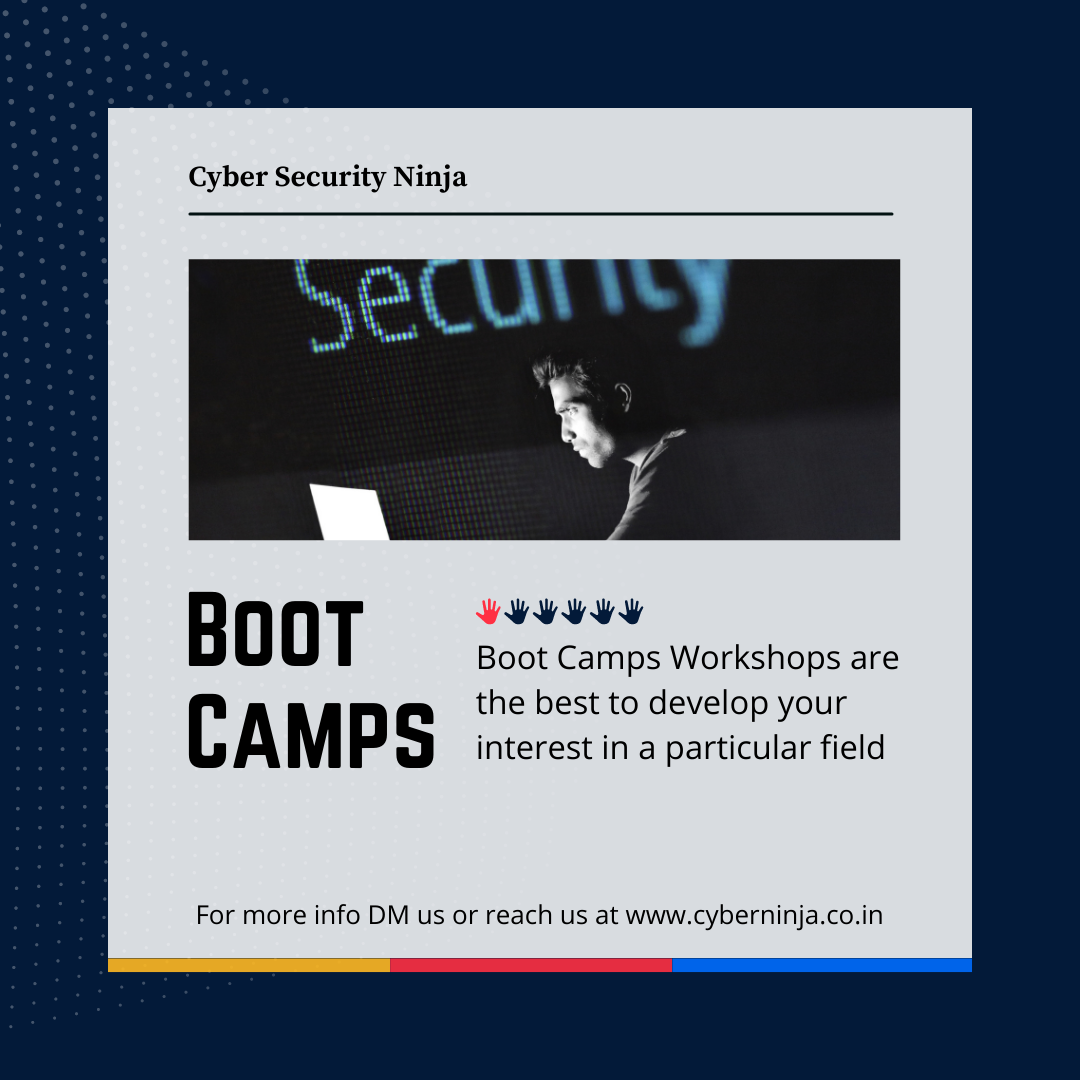 Cyber Security Ninja
Security
Boot
Camps
Boot Camps Workshops are
the best to develop your
interest in a particular field
For more info DM us or reach us at www.cyberninja.co.in